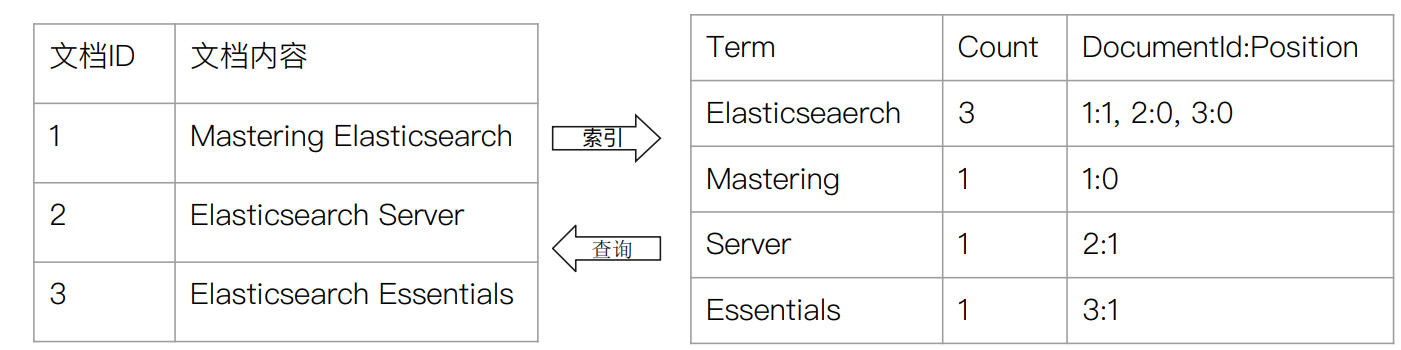 文档ID 文档内容
1 Mastering Elasticsearch
2 Elasticsearch Server
3 Elasticsearch Essentials
索引
查询
Term Count DocumentId:Position
Elasticseaerch 3 1:1, 2:0, 3:0
Mastering 1 1:0
Server 1 2:1
Essentials 1 3:1